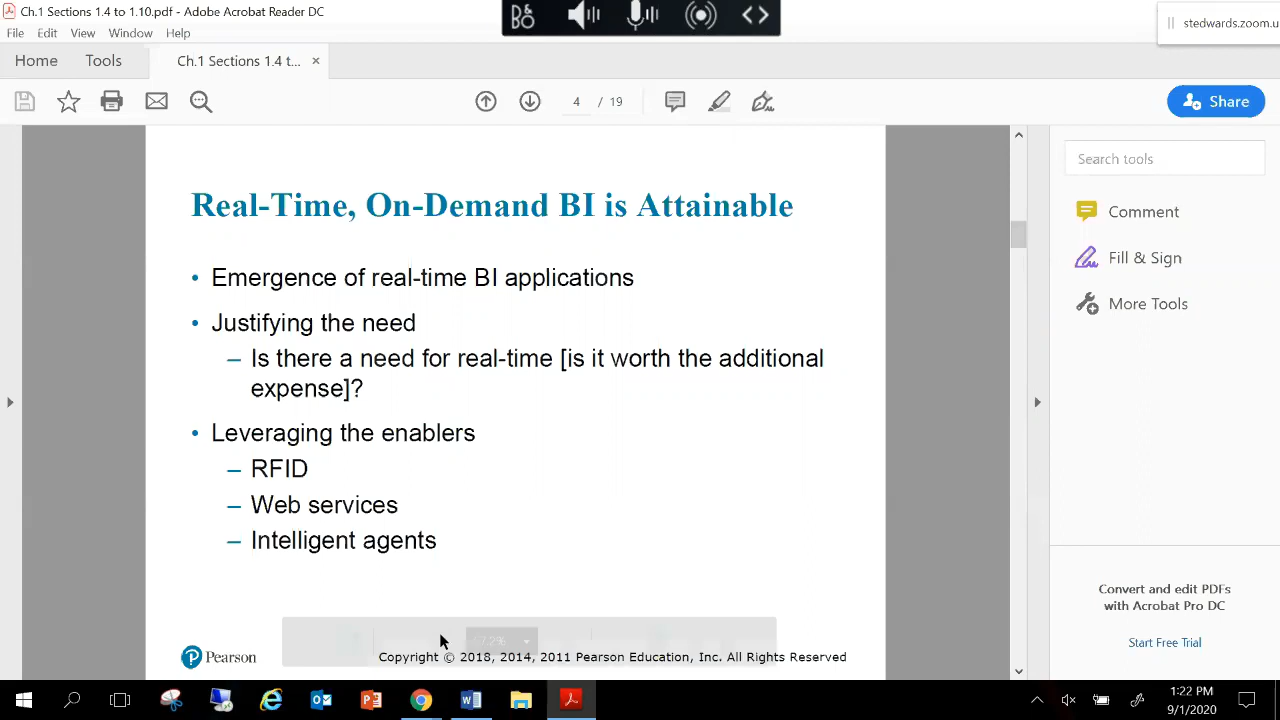 Ch.1 Sections 1.4 to 1.10.pdf - Adobe Acrobat Reader DC
stedwards.zoom.u
File Edit View Window Help
Home Tools Ch.1 Sections 1.4 t... ×
4 / 19
Share
Search tools
Real-Time, On-Demand BI is Attainable
Comment
Fill & Sign
More Tools
• Emergence of real-time BI applications
• Justifying the need
– Is there a need for real-time [is it worth the additional
expense]?
• Leveraging the enablers
– RFID
– Web services
– Intelligent agents
Convert and edit PDFs
with Acrobat Pro DC
Start Free Trial
Pearson
Copyright © 2018, 2014, 2011 Pearson Education, Inc. All Rights Reserved
1:22 PM
9/1/2020